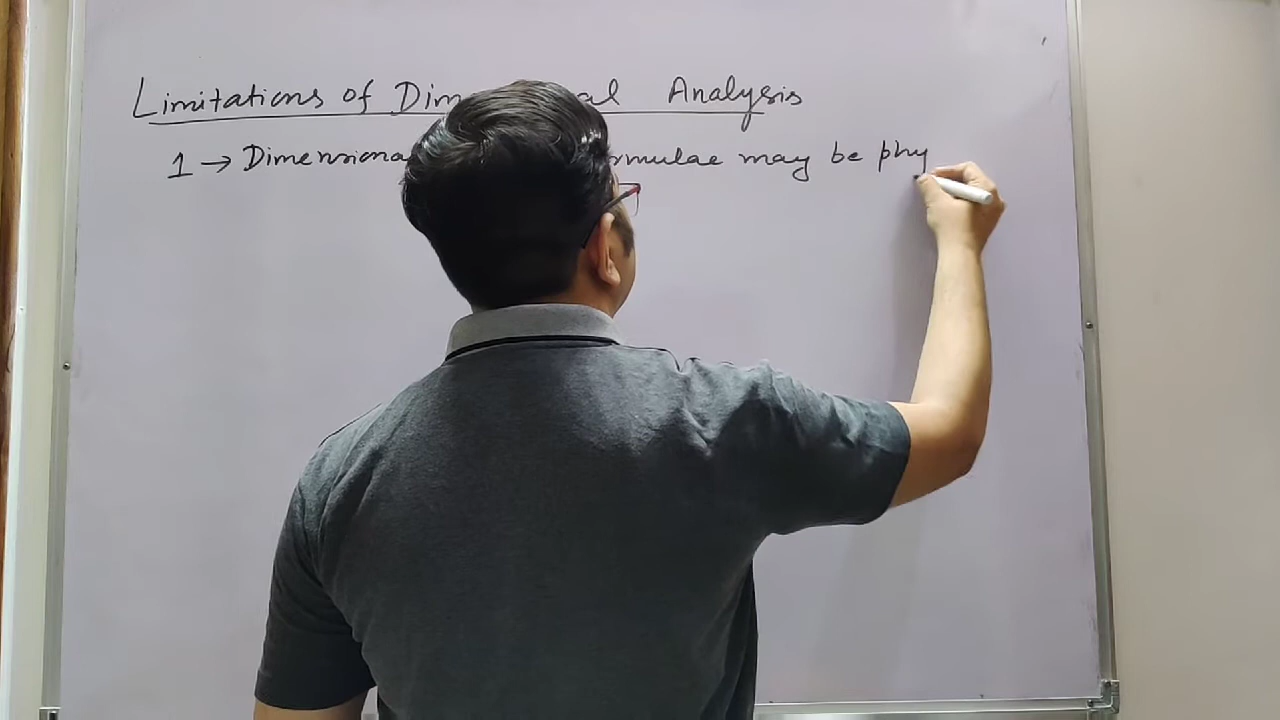 Limitations of Dim al Analysis
1 → Dimensiona rmulae may be phy